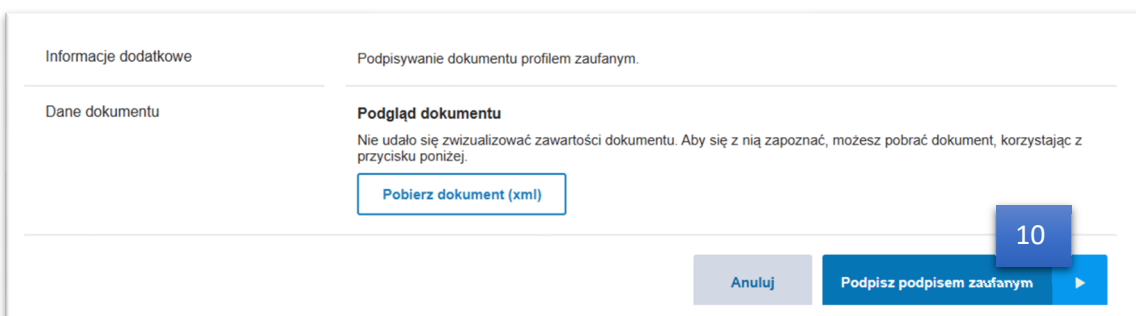 Informacje dodatkowe
Podpisywanie dokumentu profilem zaufanym.
Dane dokumentu
Podgląd dokumentu
Nie udało się zwizualizować zawartości dokumentu. Aby się z nią zapoznać, możesz pobrać dokument, korzystając z
przycisku poniżej.
Pobierz dokument (xml)
10
Anuluj
Podpisz podpisem zaufanym